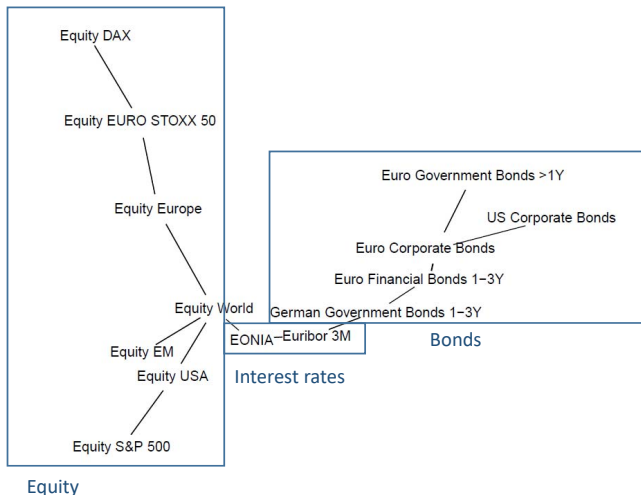 Equity DAX
Equity EURO STOXX 50
Equity Europe
Equity World
Equity EM
Equity USA
Equity S&P 500
Equity
EONIA
Euribor 3M
Interest rates
Euro Government Bonds >1Y
US Corporate Bonds
Euro Corporate Bonds
Euro Financial Bonds 1−3Y
German Government Bonds 1−3Y
Bonds